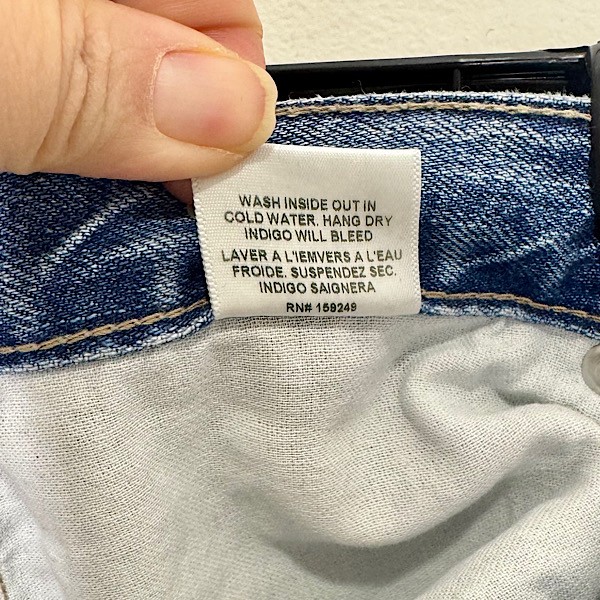 WASH INSIDE OUT IN
COLD WATER. HANG DRY
INDIGO WILL BLEED
LAVER A L'IEMVERS A L'EAU
FROIDE. SUSPENDEZ SEC.
INDIGO SAIGNERA
RN# 159249